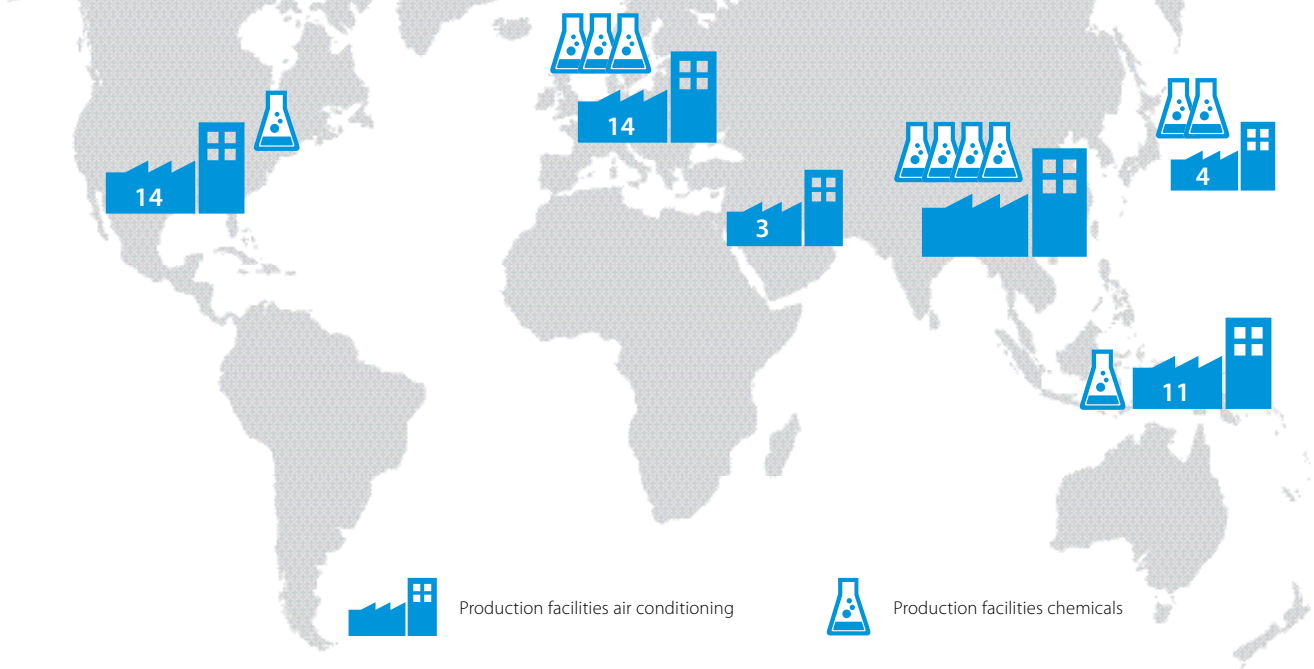 14
14
3
4
11
Production facilities air conditioning
Production facilities chemicals